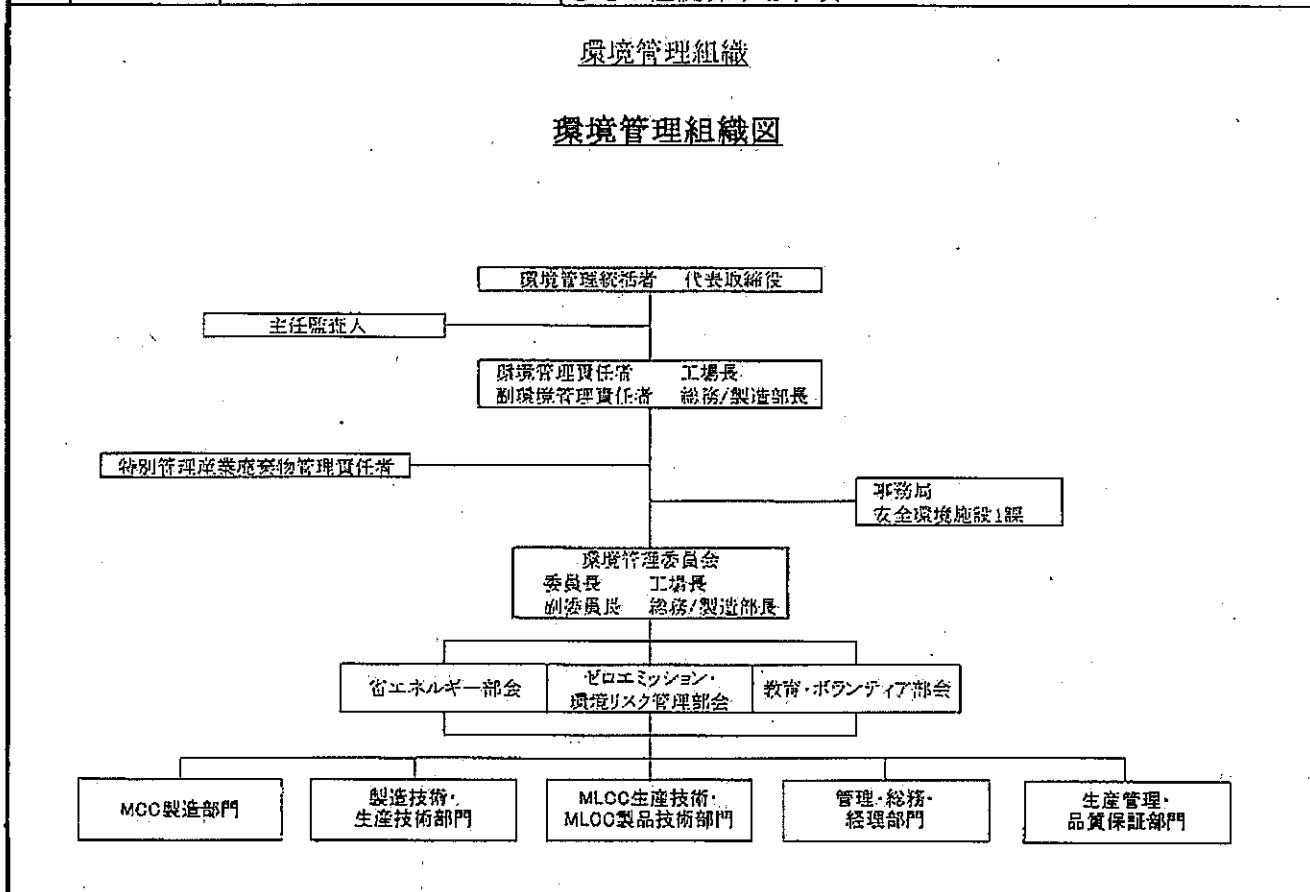 環境管理組織
環境管理組織図
環境管理統括者 代表取締役
主任監査人
環境管理責任者 工場長
副環境管理責任者 総務/製造部長
特別管理産業廃棄物管理責任者
事務局
安全環境施設1課
環境管理委員会
委員長 工場長
副委員長 総務/製造部長
省エネルギー部会
ゼロエミッション・
環境リスク管理部会
教育・ボランティア部会
MCC製造部門
製造技術・
生産技術部門
MLCC生産技術・
MLCC製品技術部門
管理・総務・
経理部門
生産管理・
品質保証部門